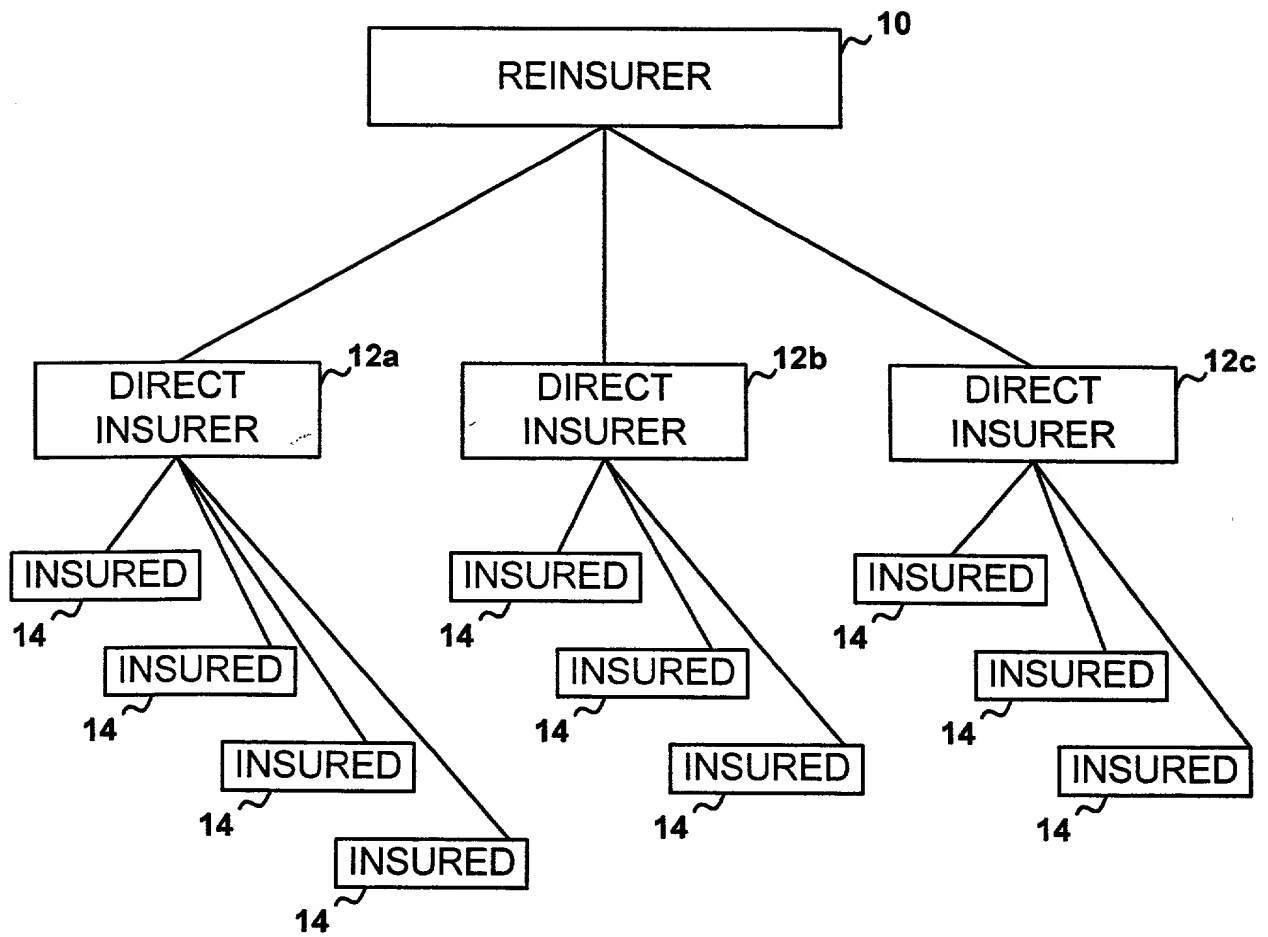 10
REINSURER
12a
DIRECT
INSURER
12b
DIRECT
INSURER
12c
DIRECT
INSURER
INSURED
14
INSURED
14
INSURED
14
INSURED
14
INSURED
14
INSURED
14
INSURED
14
INSURED
14
INSURED
14
INSURED
14